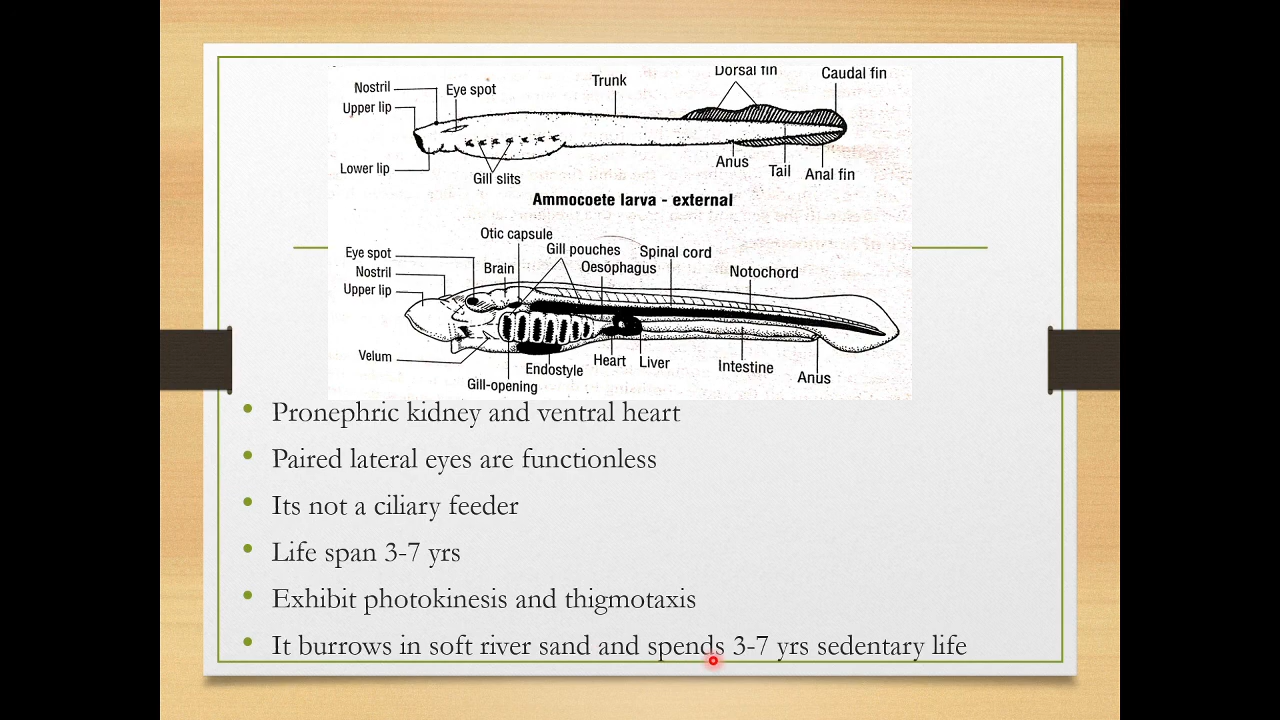 Dorsal fin
Caudal fin
Trunk
Nostril
Eye spot
Upper lip
Lower lip
Gill slits
Anus
Tail
Anal fin
Ammocoete larva - external
Otic capsule
Gill pouches
Spinal cord
Eye spot
Brain
Oesophagus
Notochord
Nostril
Upper lip
Velum
Endostyle
Heart
Liver
Intestine
Anus
Gill-opening
• Pronephric kidney and ventral heart
• Paired lateral eyes are functionless
• Its not a ciliary feeder
• Life span 3-7 yrs
• Exhibit photokinesis and thigmotaxis
• It burrows in soft river sand and spends 3-7 yrs sedentary life